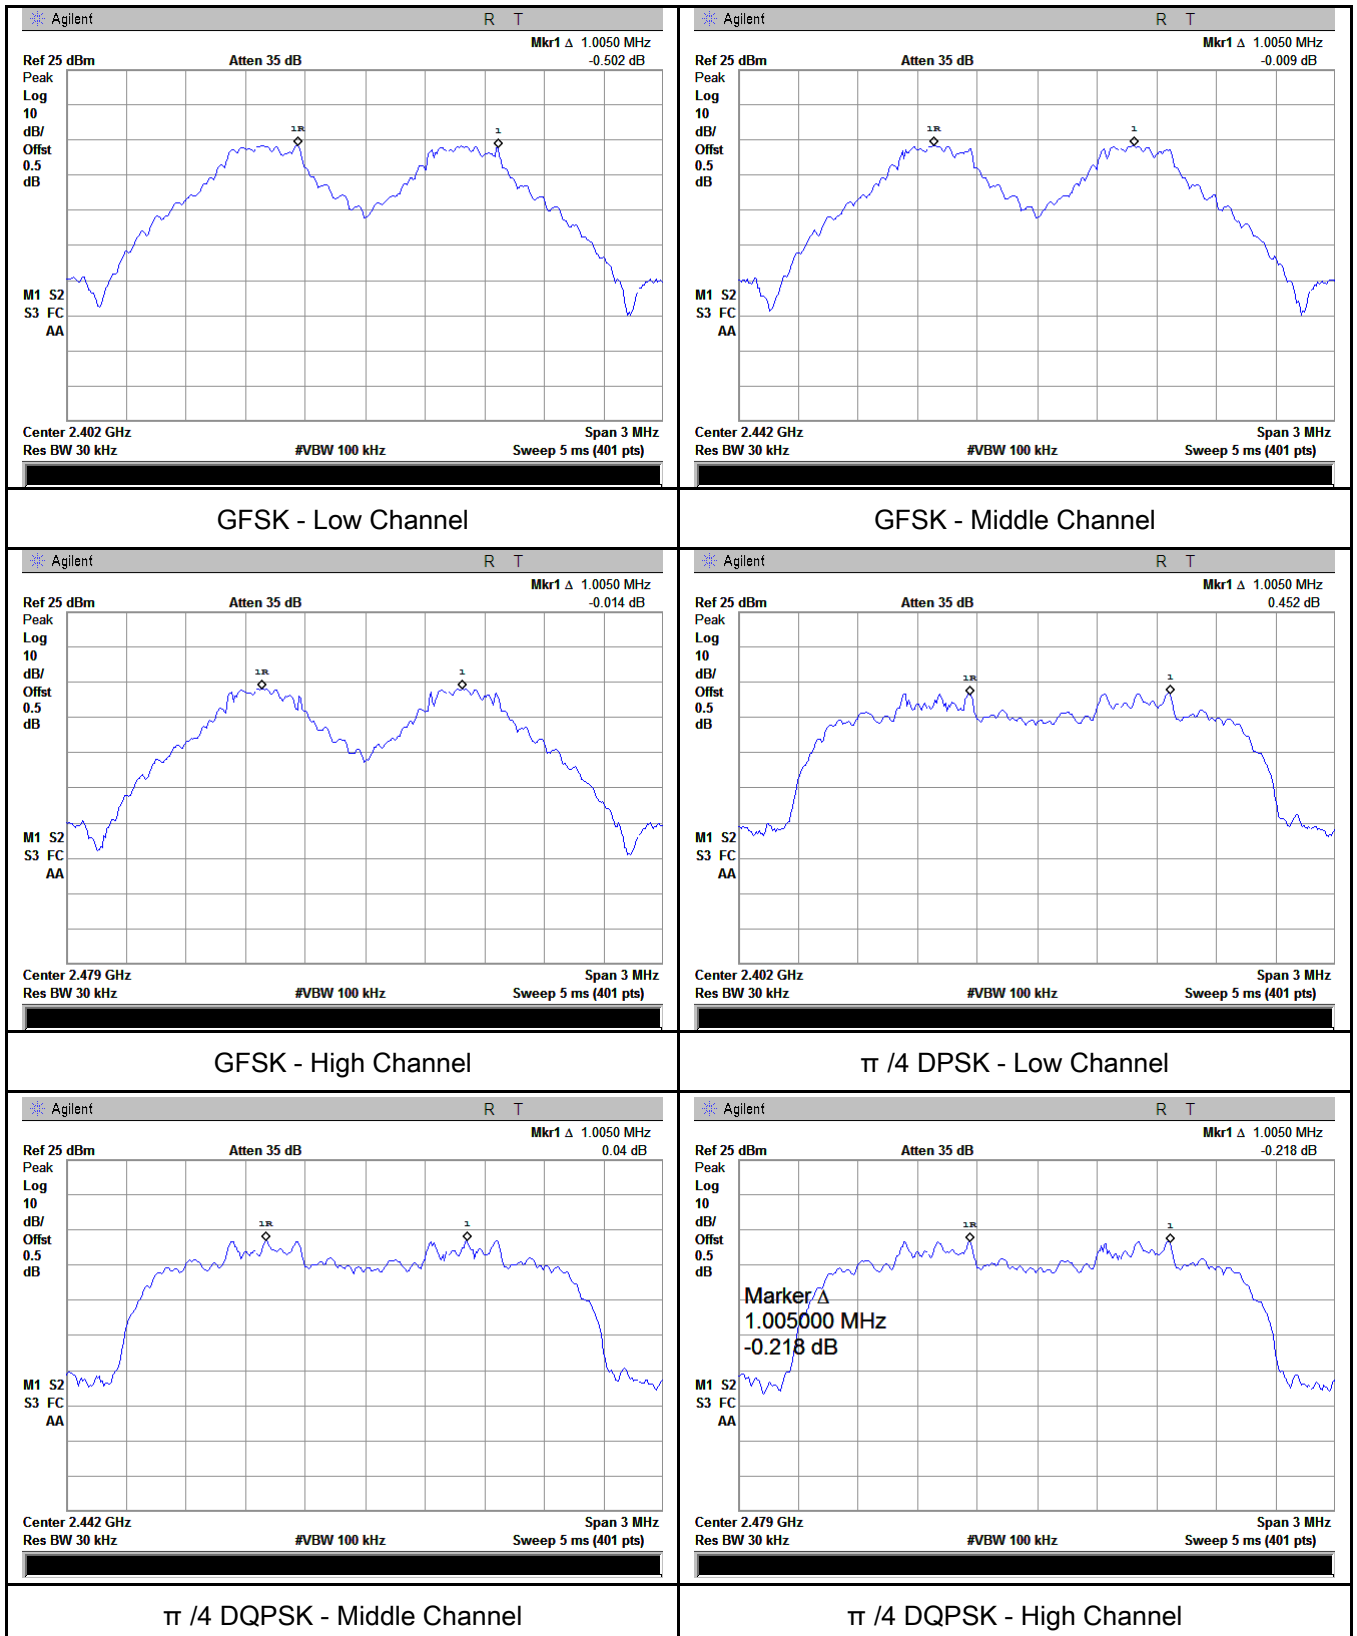 Agilent R T
Mkr1 Δ 1.0050 MHz
Ref 25 dBm Atten 35 dB -0.502 dB
Peak
Log
10
dB/
Offst
0.5
dB
1R 1
M1 S2
S3 FC
AA
Center 2.402 GHz Span 3 MHz
Res BW 30 kHz #VBW 100 kHz Sweep 5 ms (401 pts)
GFSK - Low Channel
Agilent R T
Mkr1 Δ 1.0050 MHz
Ref 25 dBm Atten 35 dB -0.009 dB
Peak
Log
10
dB/
Offst
0.5
dB
1R 1
M1 S2
S3 FC
AA
Center 2.442 GHz Span 3 MHz
Res BW 30 kHz #VBW 100 kHz Sweep 5 ms (401 pts)
GFSK - Middle Channel
Agilent R T
Mkr1 Δ 1.0050 MHz
Ref 25 dBm Atten 35 dB -0.014 dB
Peak
Log
10
dB/
Offst
0.5
dB
1R 1
M1 S2
S3 FC
AA
Center 2.479 GHz Span 3 MHz
Res BW 30 kHz #VBW 100 kHz Sweep 5 ms (401 pts)
GFSK - High Channel
Agilent R T
Mkr1 Δ 1.0050 MHz
Ref 25 dBm Atten 35 dB 0.452 dB
Peak
Log
10
dB/
Offst
0.5
dB
1R 1
M1 S2
S3 FC
AA
Center 2.402 GHz Span 3 MHz
Res BW 30 kHz #VBW 100 kHz Sweep 5 ms (401 pts)
π /4 DPSK - Low Channel
Agilent R T
Mkr1 Δ 1.0050 MHz
Ref 25 dBm Atten 35 dB 0.04 dB
Peak
Log
10
dB/
Offst
0.5
dB
1R 1
M1 S2
S3 FC
AA
Center 2.442 GHz Span 3 MHz
Res BW 30 kHz #VBW 100 kHz Sweep 5 ms (401 pts)
π /4 DQPSK - Middle Channel
Agilent R T
Mkr1 Δ 1.0050 MHz
Ref 25 dBm Atten 35 dB -0.218 dB
Peak
Log
10
dB/
Offst
0.5
dB
1R 1
Marker Δ
1.005000 MHz
-0.218 dB
M1 S2
S3 FC
AA
Center 2.479 GHz Span 3 MHz
Res BW 30 kHz #VBW 100 kHz Sweep 5 ms (401 pts)
π /4 DQPSK - High Channel